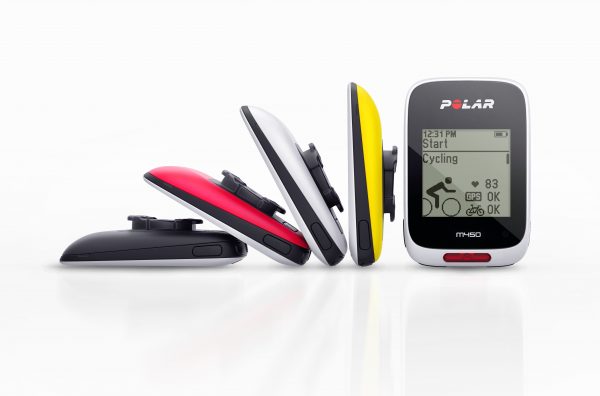 POLAR
12:31 PM
Start
Cycling
83
GPS OK
OK
M450